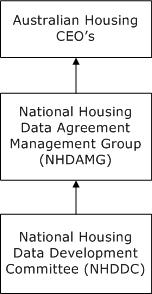 Australian Housing
CEO's
National Housing
Data Agreement
Management Group
(NHDAMG)
National Housing
Data Development
Committee (NHDDC)